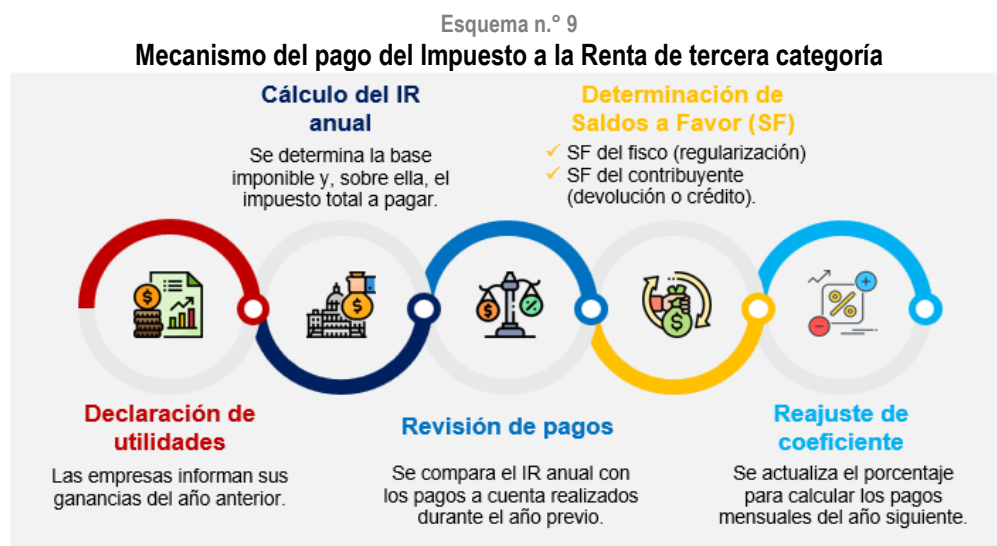 Esquema n.° 9
Mecanismo del pago del Impuesto a la Renta de tercera categoría
Cálculo del IR
anual
Se determina la base
imponible y, sobre ella, el
impuesto total a pagar.
Determinación de
Saldos a Favor (SF)
✓ SF del fisco (regularización)
✓ SF del contribuyente
(devolución o crédito).
Declaración de
utilidades
Las empresas informan sus
ganancias del año anterior.
Revisión de pagos
Se compara el IR anual con
los pagos a cuenta realizados
durante el año previo.
Reajuste de
coeficiente
Se actualiza el porcentaje
para calcular los pagos
mensuales del año siguiente.